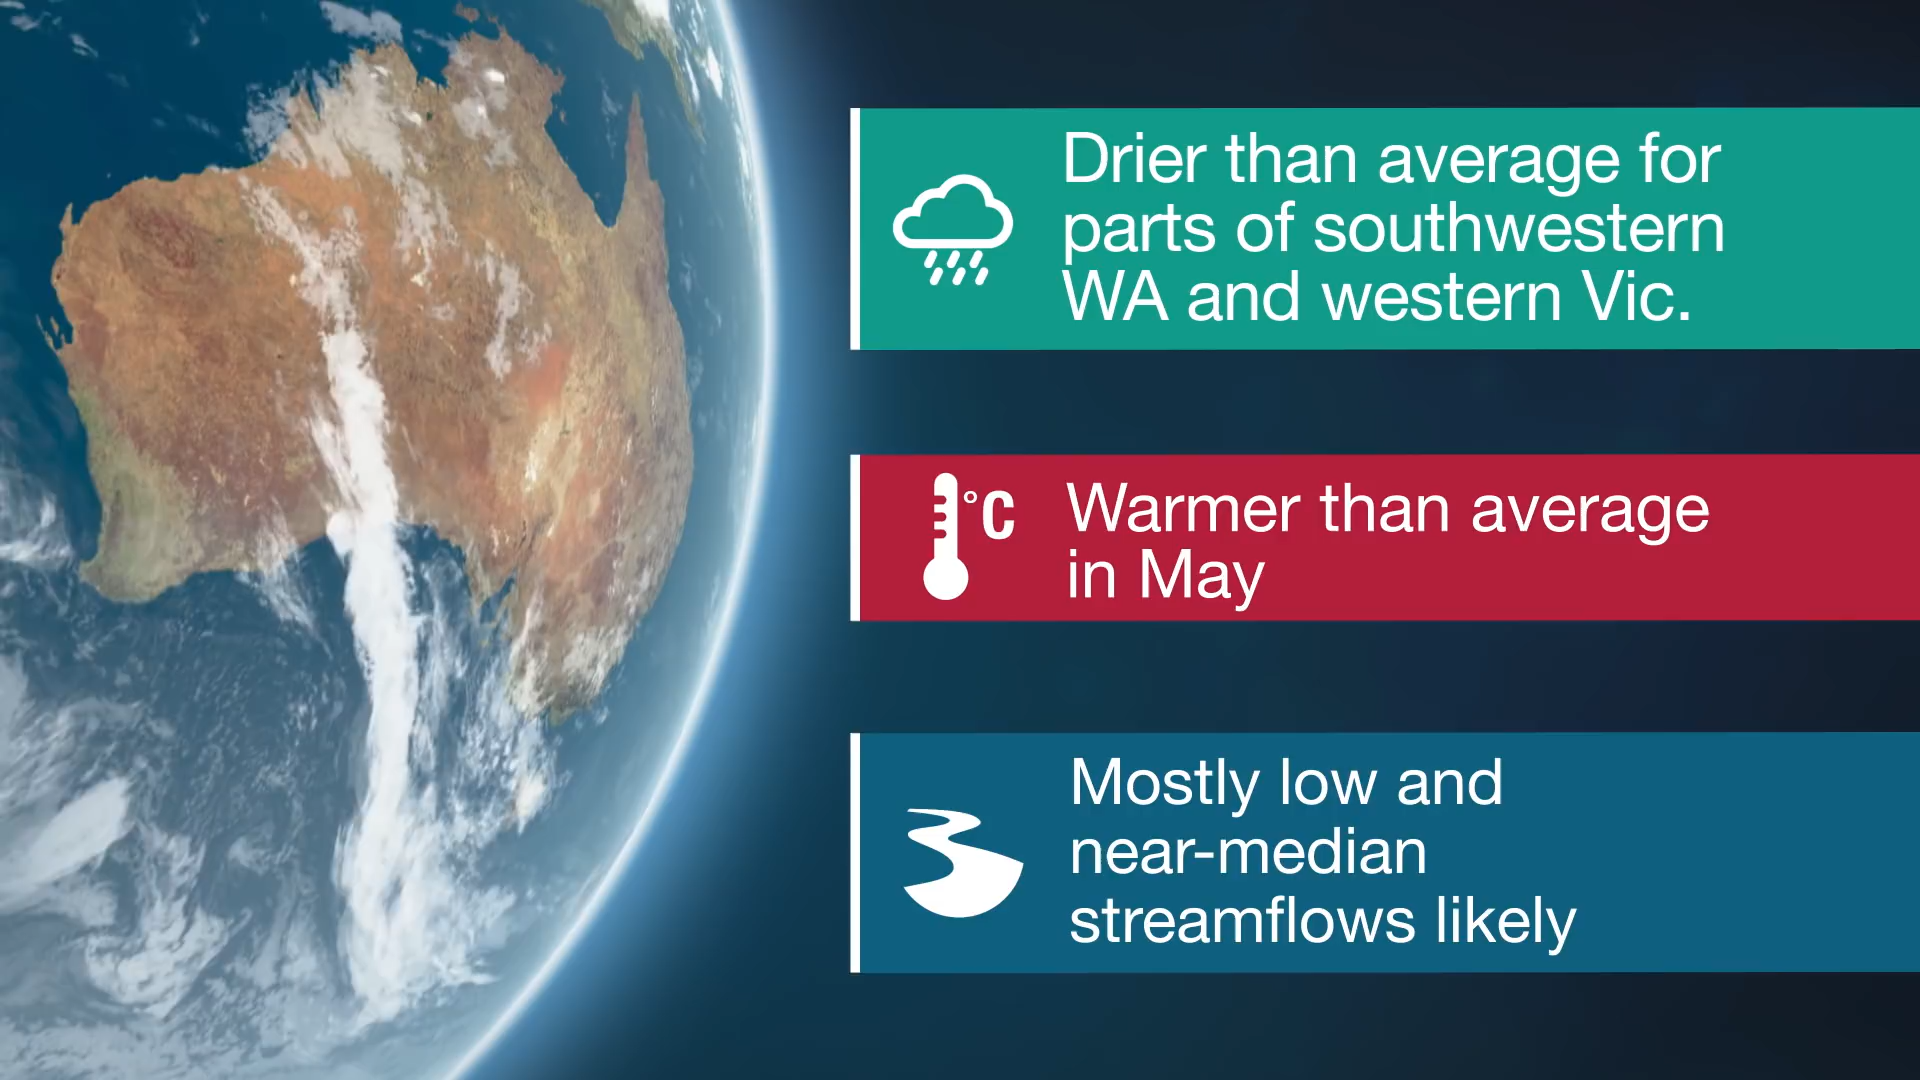 Drier than average for
parts of southwestern
WA and western Vic.
°C
Warmer than average
in May
Mostly low and
near-median
streamflows likely